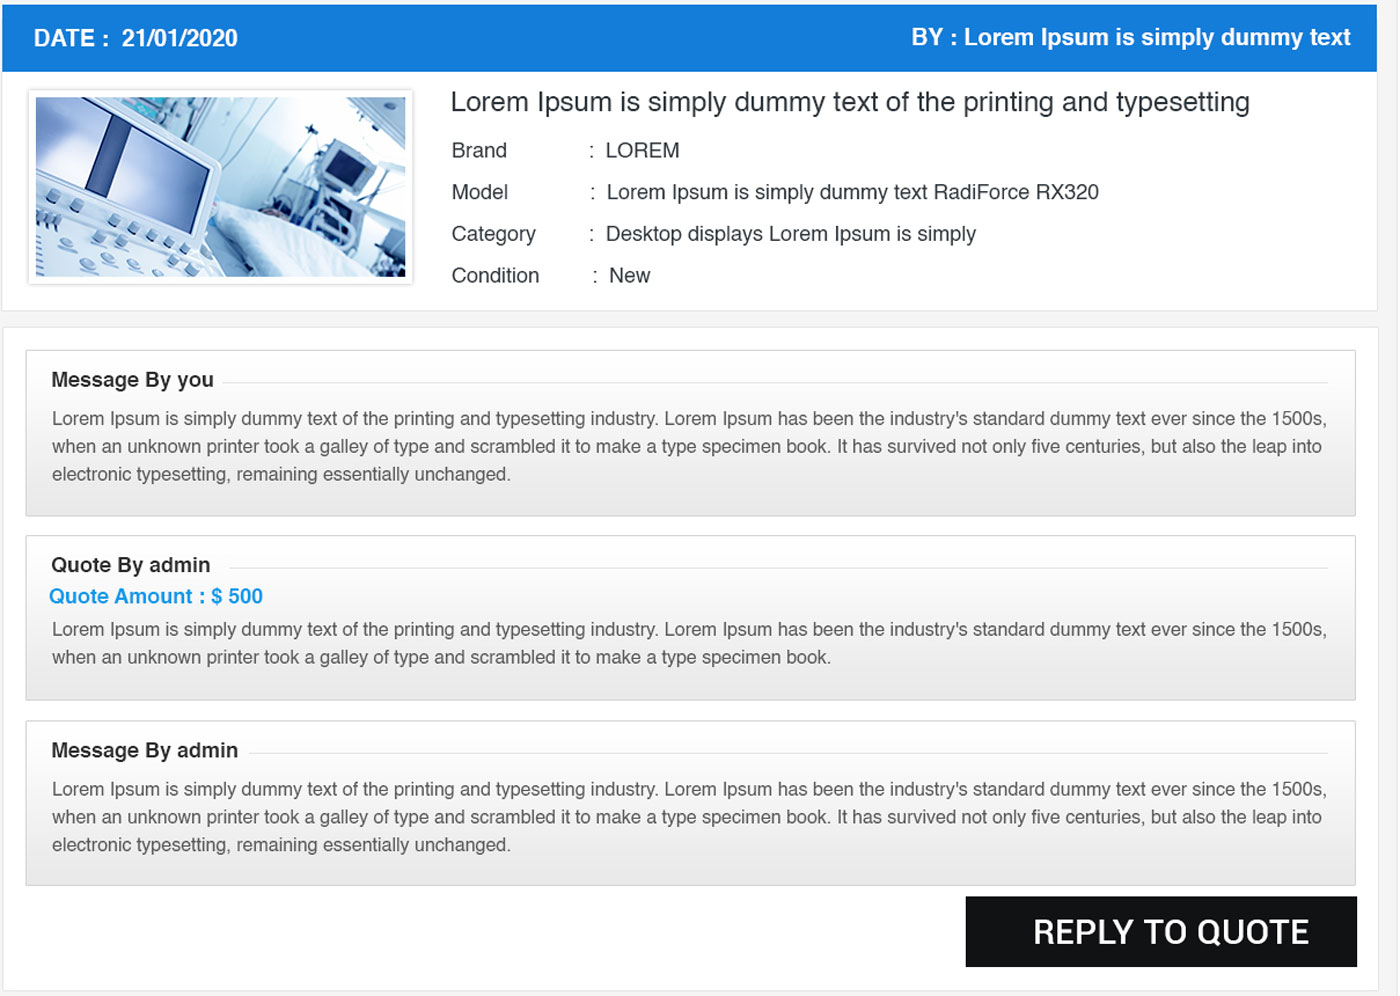 DATE : 21/01/2020
BY : Lorem Ipsum is simply dummy text
Lorem Ipsum is simply dummy text of the printing and typesetting
Brand : LOREM
Model : Lorem Ipsum is simply dummy text RadiForce RX320
Category : Desktop displays Lorem Ipsum is simply
Condition : New
Message By you
Lorem Ipsum is simply dummy text of the printing and typesetting industry. Lorem Ipsum has been the industry's standard dummy text ever since the 1500s,
when an unknown printer took a galley of type and scrambled it to make a type specimen book. It has survived not only five centuries, but also the leap into
electronic typesetting, remaining essentially unchanged.
Quote By admin
Quote Amount : $ 500
Lorem Ipsum is simply dummy text of the printing and typesetting industry. Lorem Ipsum has been the industry's standard dummy text ever since the 1500s,
when an unknown printer took a galley of type and scrambled it to make a type specimen book.
Message By admin
Lorem Ipsum is simply dummy text of the printing and typesetting industry. Lorem Ipsum has been the industry's standard dummy text ever since the 1500s,
when an unknown printer took a galley of type and scrambled it to make a type specimen book. It has survived not only five centuries, but also the leap into
electronic typesetting, remaining essentially unchanged.
REPLY TO QUOTE